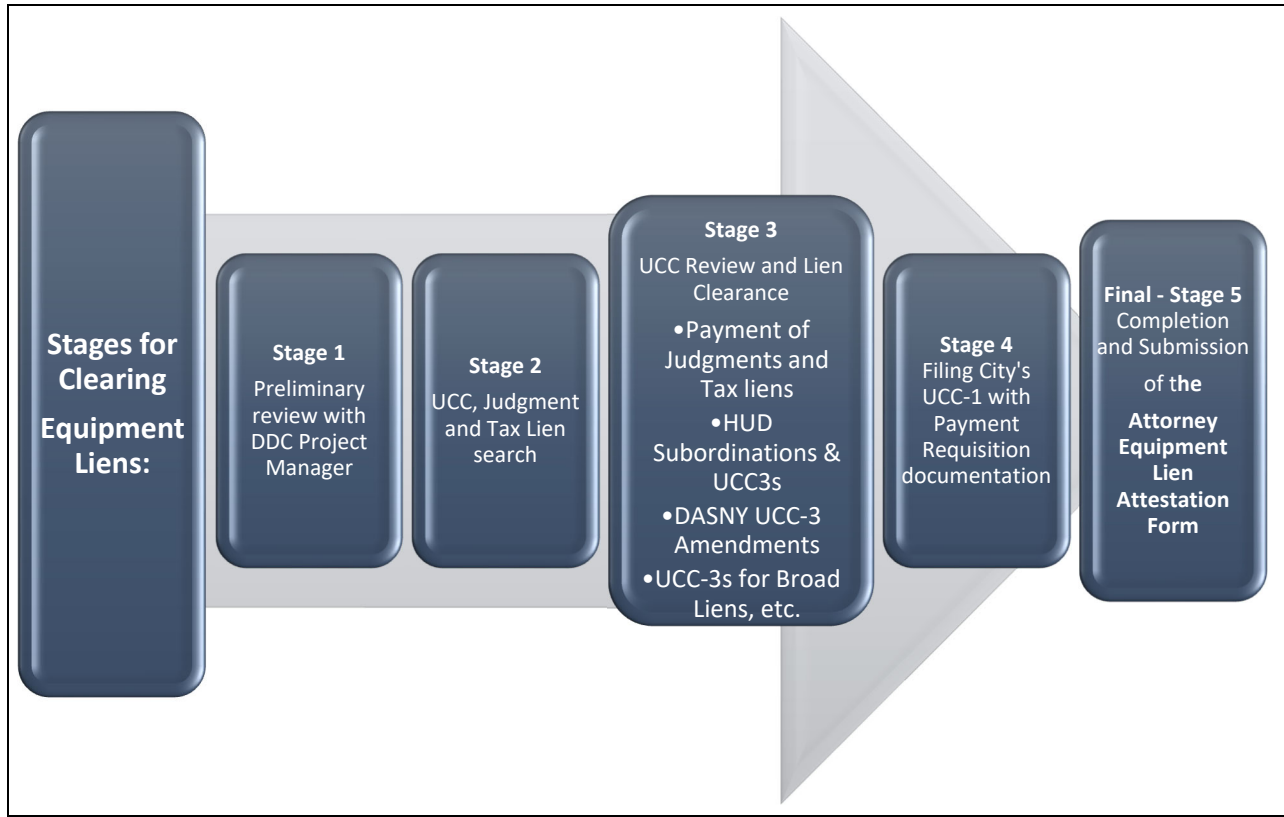 Stages for
Clearing
Equipment
Liens:
Stage 1
Preliminary
review with
DDC Project
Manager
Stage 2
UCC, Judgment
and Tax Lien
search
Stage 3
UCC Review and Lien
Clearance
•Payment of
Judgments and
Tax liens
•HUD
Subordinations &
UCC3s
•DASNY UCC-3
Amendments
•UCC-3s for Broad
Liens, etc.
Stage 4
Filing City's
UCC-1 with
Payment
Requisition
documentation
Final - Stage 5
Completion
and Submission
of the
Attorney
Equipment
Lien
Attestation
Form